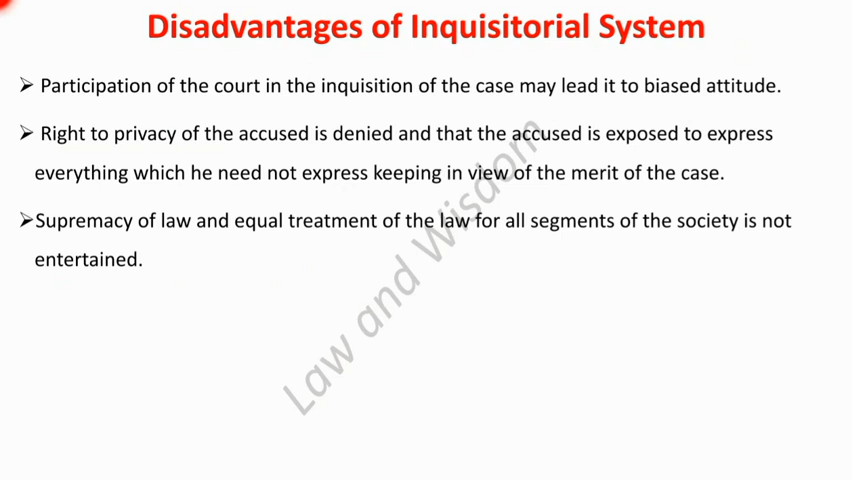 Disadvantages of Inquisitorial System
➢ Participation of the court in the inquisition of the case may lead it to biased attitude.
➢ Right to privacy of the accused is denied and that the accused is exposed to express
everything which he need not express keeping in view of the merit of the case.
➢Supremacy of law and equal treatment of the law for all segments of the society is not
entertained.
Law and Wisdom